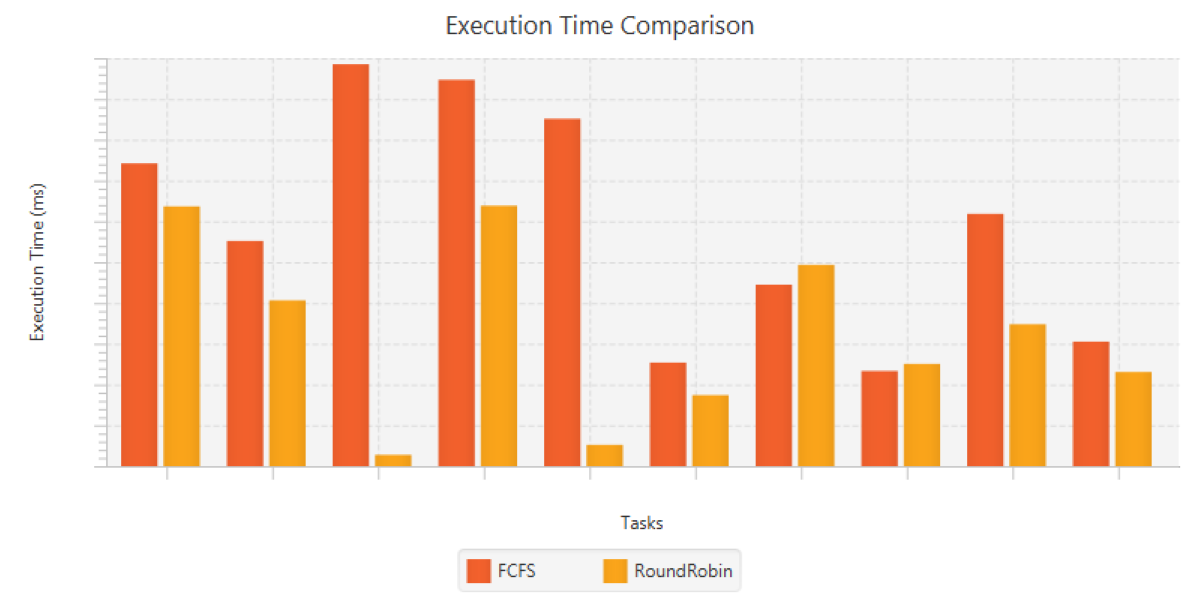 Execution Time Comparison
Execution Time (ms)
Tasks
FCFS
RoundRobin